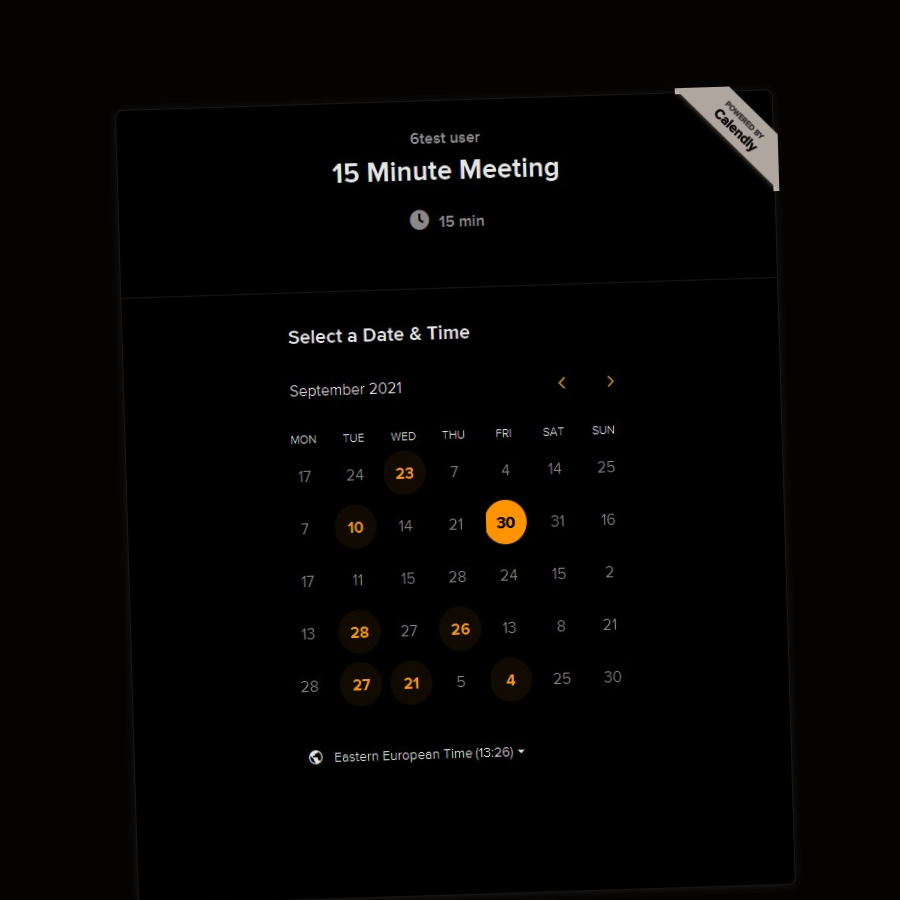 POWERED BY
Calendly
6test user
15 Minute Meeting
15 min
Select a Date & Time
September 2021
MON TUE WED THU FRI SAT SUN
17 24 23 7 4 14 25
7 10 14 21 30 31 16
17 11 15 28 24 15 2
13 28 27 26 13 8 21
28 27 21 5 4 25 30
Eastern European Time (13:26)